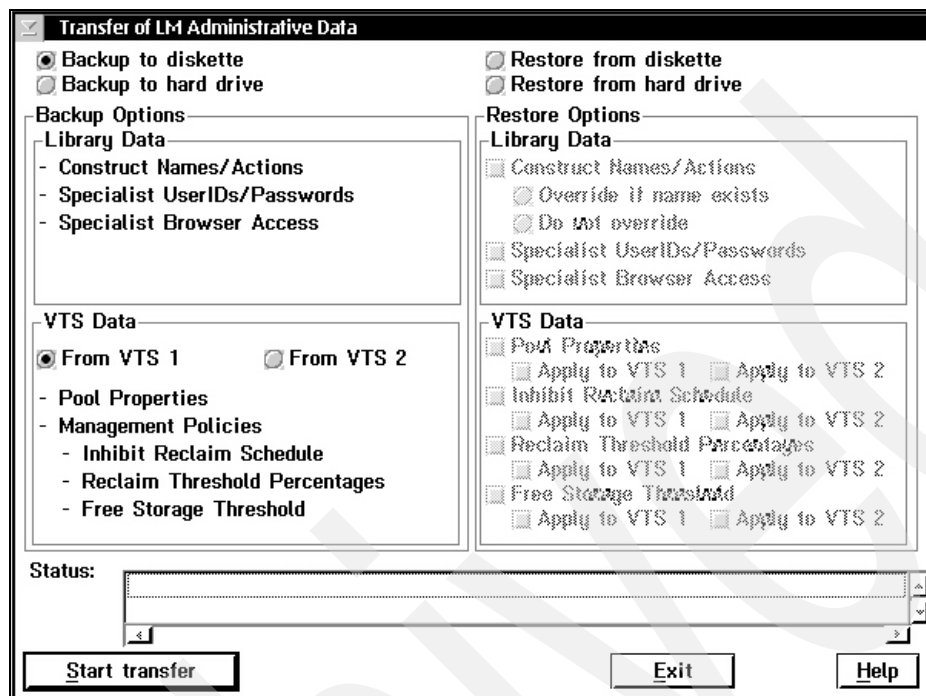 Transfer of LM Administrative Data
Backup to diskette
Backup to hard drive
Restore from diskette
Restore from hard drive
Backup Options
Library Data
- Construct Names/Actions
- Specialist UserIDs/Passwords
- Specialist Browser Access
Restore Options
Library Data
Construct Names/Actions
Override if name exists
Do not override
Specialist UserIDs/Passwords
Specialist Browser Access
VTS Data
From VTS 1 From VTS 2
- Pool Properties
- Management Policies
- Inhibit Reclaim Schedule
- Reclaim Threshold Percentages
- Free Storage Threshold
VTS Data
Pool Properties
Apply to VTS 1 Apply to VTS 2
Inhibit Reclaim Schedule
Apply to VTS 1 Apply to VTS 2
Reclaim Threshold Percentages
Apply to VTS 1 Apply to VTS 2
Free Storage Threshold
Apply to VTS 1 Apply to VTS 2
Status:
Start transfer
Exit
Help